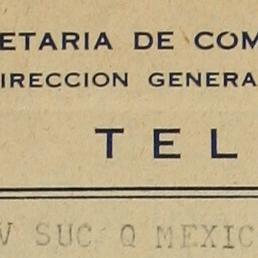 ETARIA DE COM
IRECCION GENERA
TEL
V SUC Q MEXIC